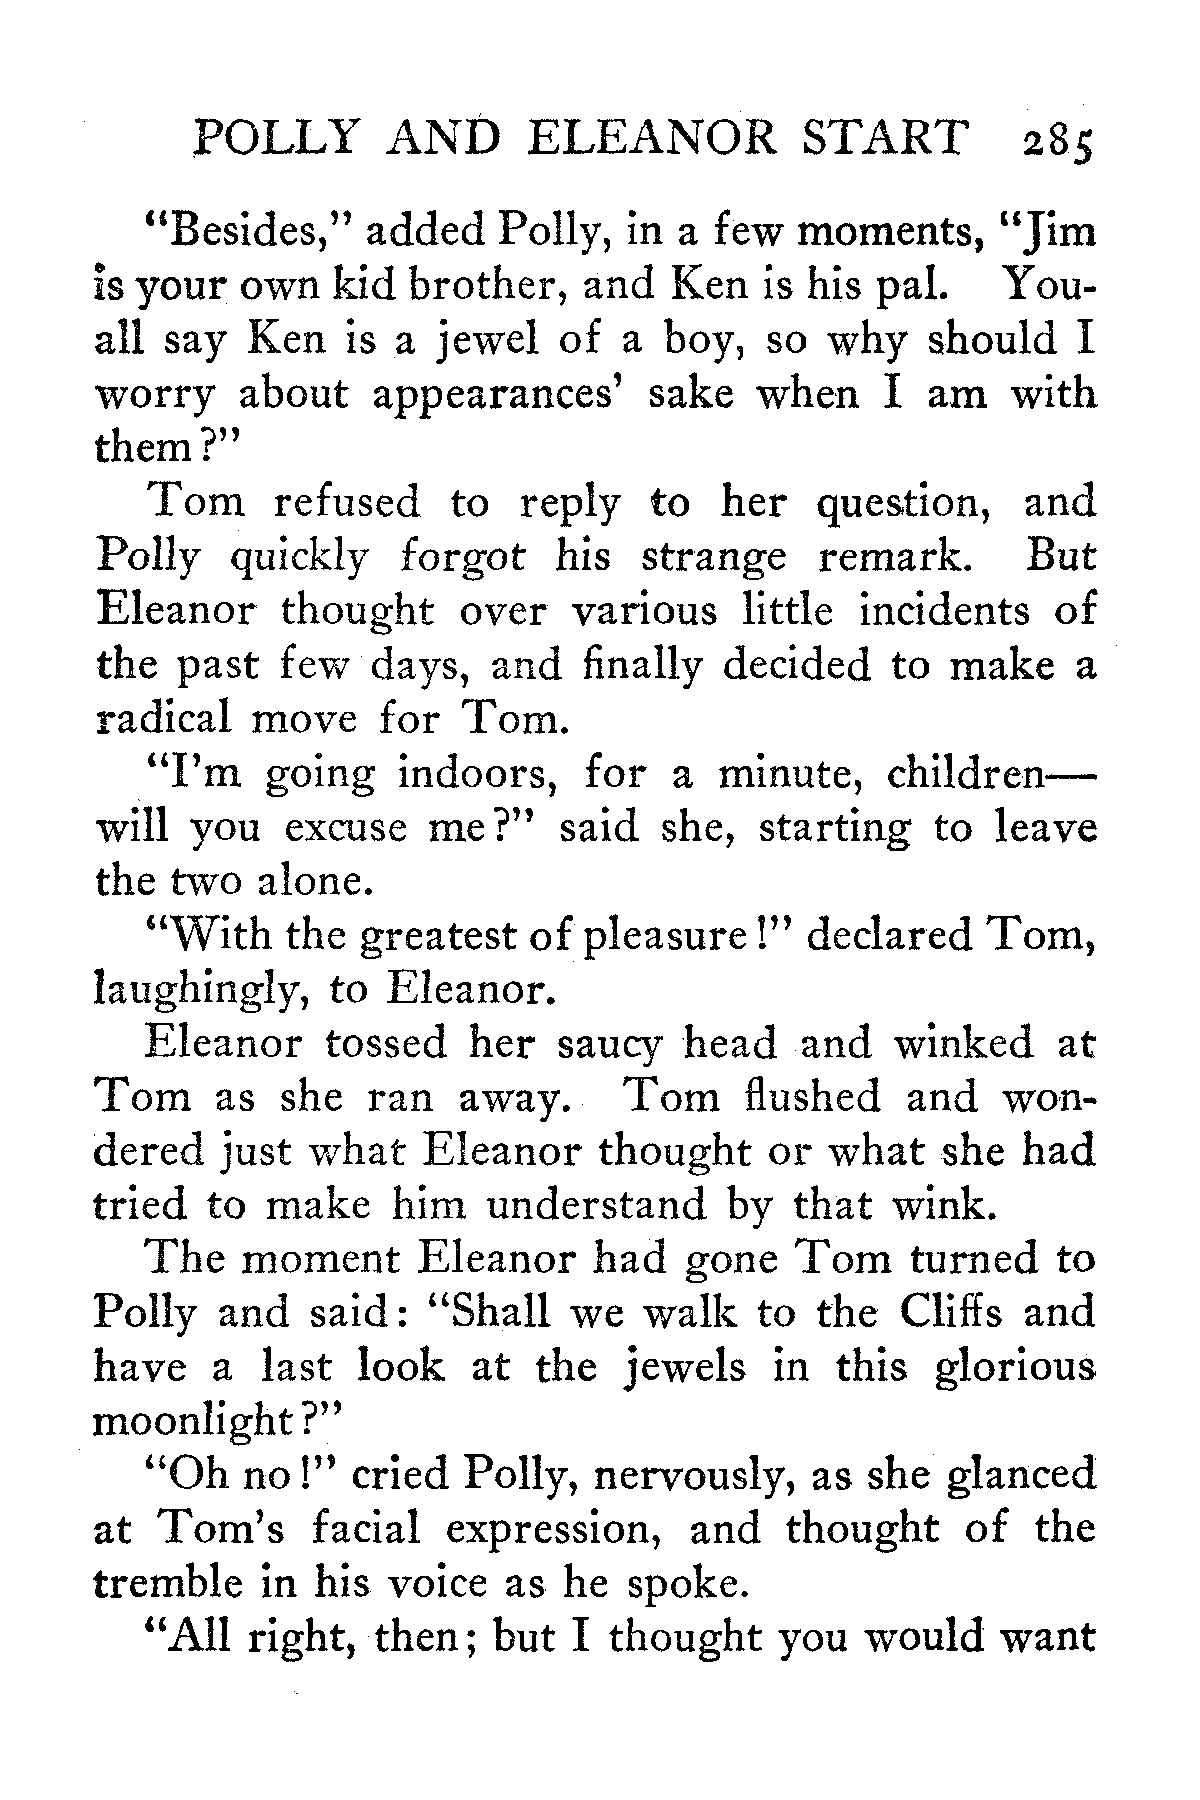 POLLY AND ELEANOR START 285
“Besides,” added Polly, in a few moments, “Jim
is your own kid brother, and Ken is his pal. You-
all say Ken is a jewel of a boy, so why should I
worry about appearances’ sake when I am with
them?”
Tom refused to reply to her question, and
Polly quickly forgot his strange remark. But
Eleanor thought over various little incidents of
the past few days, and finally decided to make a
radical move for Tom.
“I’m going indoors, for a minute, children—
will you excuse me?” said she, starting to leave
the two alone.
“With the greatest of pleasure!” declared Tom,
laughingly, to Eleanor.
Eleanor tossed her saucy head and winked at
Tom as she ran away. Tom flushed and won-
dered just what Eleanor thought or what she had
tried to make him understand by that wink.
The moment Eleanor had gone Tom turned to
Polly and said: “Shall we walk to the Cliffs and
have a last look at the jewels in this glorious
moonlight?”
“Oh no!” cried Polly, nervously, as she glanced
at Tom’s facial expression, and thought of the
tremble in his voice as he spoke.
“All right, then; but I thought you would want